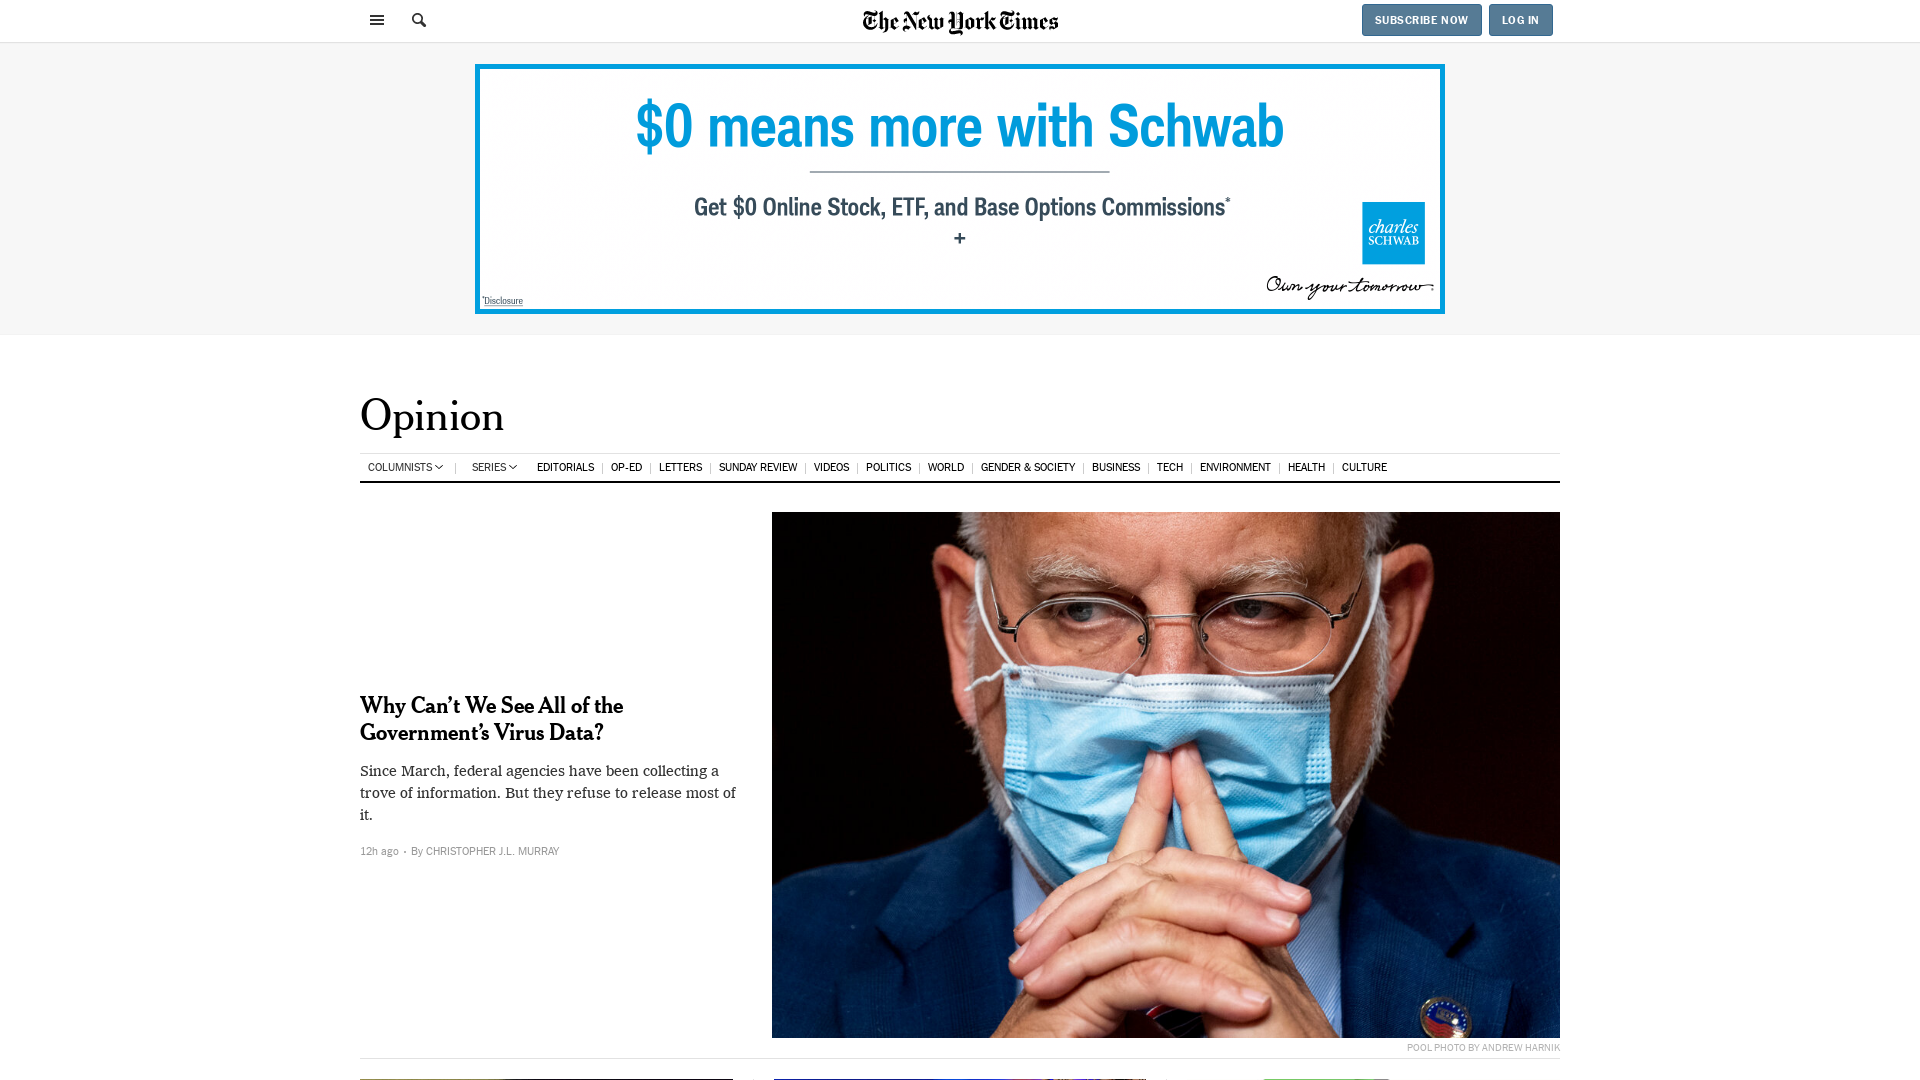 The New York Times
SUBSCRIBE NOW
LOG IN
$0 means more with Schwab
Get $0 Online Stock, ETF, and Base Options Commissions*
+
charles
SCHWAB
Own your tomorrow.
*Disclosure
Opinion
COLUMNISTS
SERIES
EDITORIALS
OP-ED
LETTERS
SUNDAY REVIEW
VIDEOS
POLITICS
WORLD
GENDER & SOCIETY
BUSINESS
TECH
ENVIRONMENT
HEALTH
CULTURE
Why Can’t We See All of the
Government’s Virus Data?
Since March, federal agencies have been collecting a
trove of information. But they refuse to release most of
it.
12h ago · By CHRISTOPHER J.L. MURRAY
POOL PHOTO BY ANDREW HARNIK